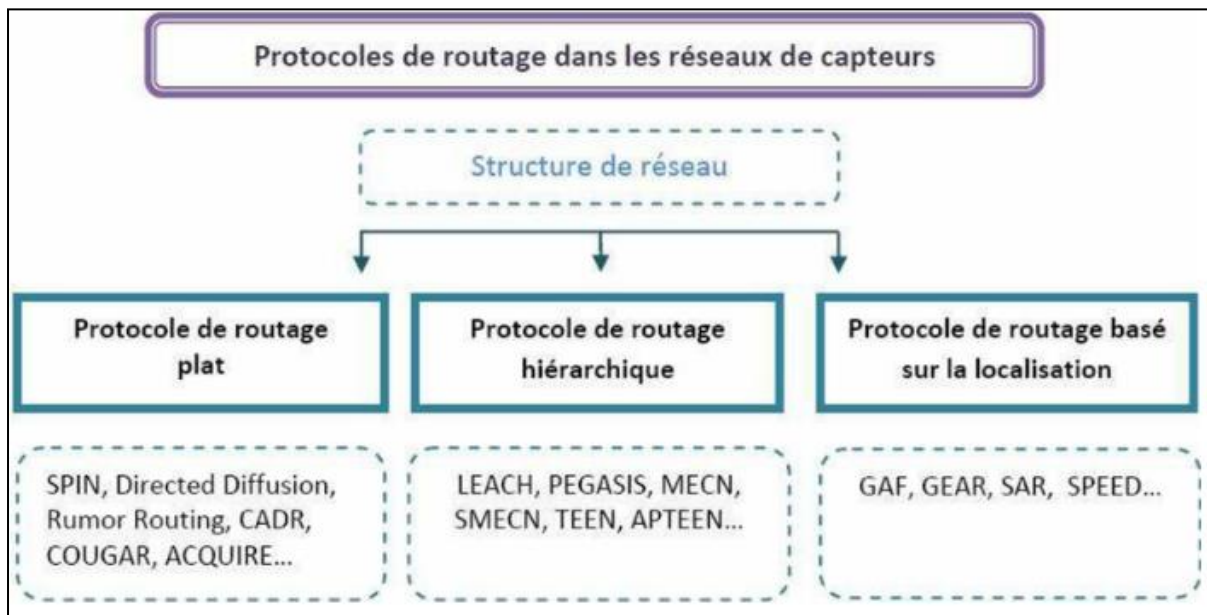 Protocoles de routage dans les réseaux de capteurs
Structure de réseau
Protocole de routage
plat
Protocole de routage
hiérarchique
Protocole de routage basé
sur la localisation
SPIN, Directed Diffusion,
Rumor Routing, CADR,
COUGAR, ACQUIRE...
LEACH, PEGASIS, MECN,
SMECN, TEEN, APTEEN...
GAF, GEAR, SAR, SPEED...